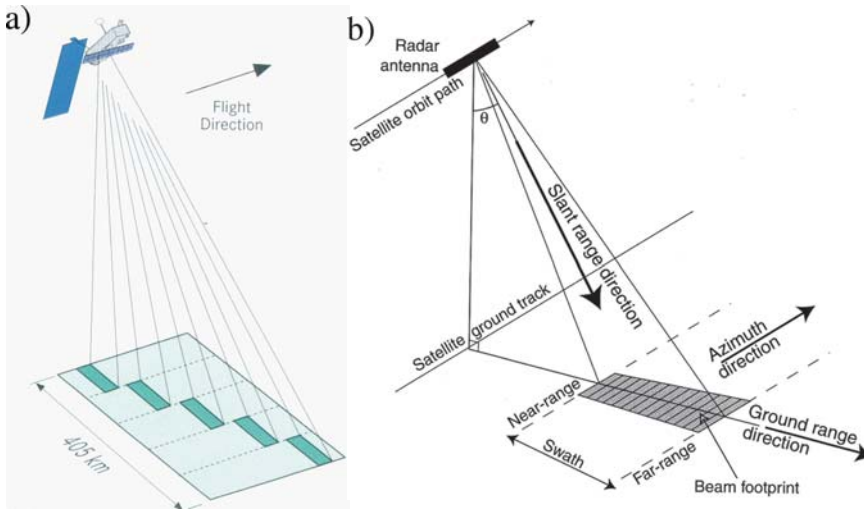 a)
Flight
Direction
405 km
b)
Radar
antenna
Satellite orbit path
θ
Slant range direction
Satellite ground track
Azimuth
direction
Near-range
Swath
Far-range
Ground range
direction
Beam footprint